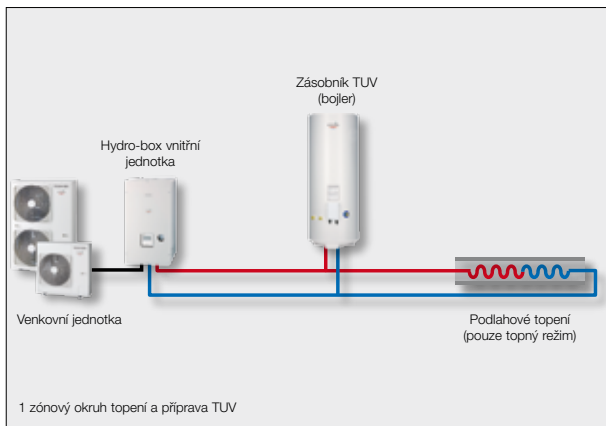 Zásobník TUV
(bojler)
Hydro-box vnitřní
jednotka
Venkovní jednotka
Podlahové topení
(pouze topný režim)
1 zónový okruh topení a příprava TUV